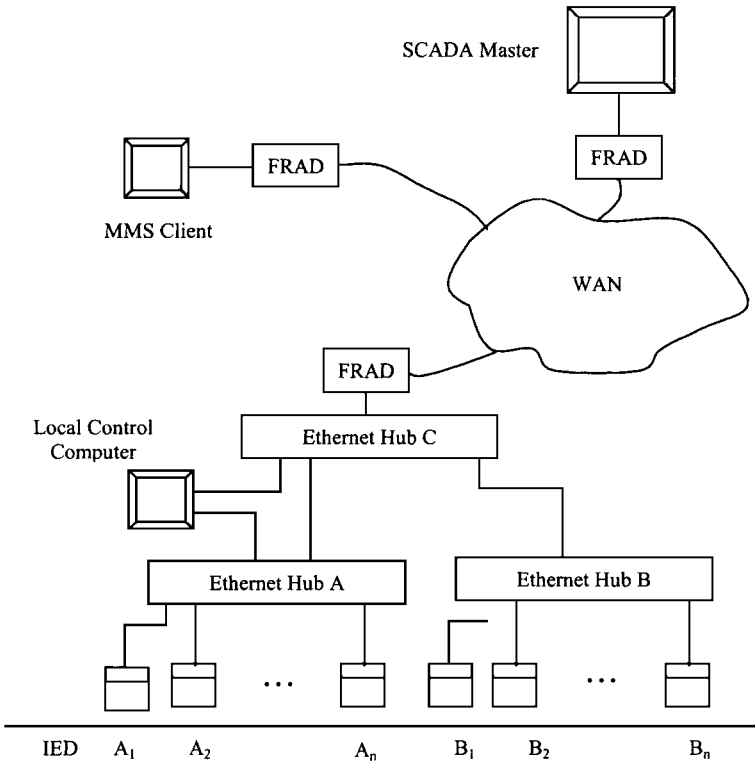 SCADA Master
FRAD
FRAD
MMS Client
WAN
FRAD
Local Control
Computer
Ethernet Hub C
Ethernet Hub A
Ethernet Hub B
...
...
IED A₁ A₂ Aₙ B₁ B₂ Bₙ